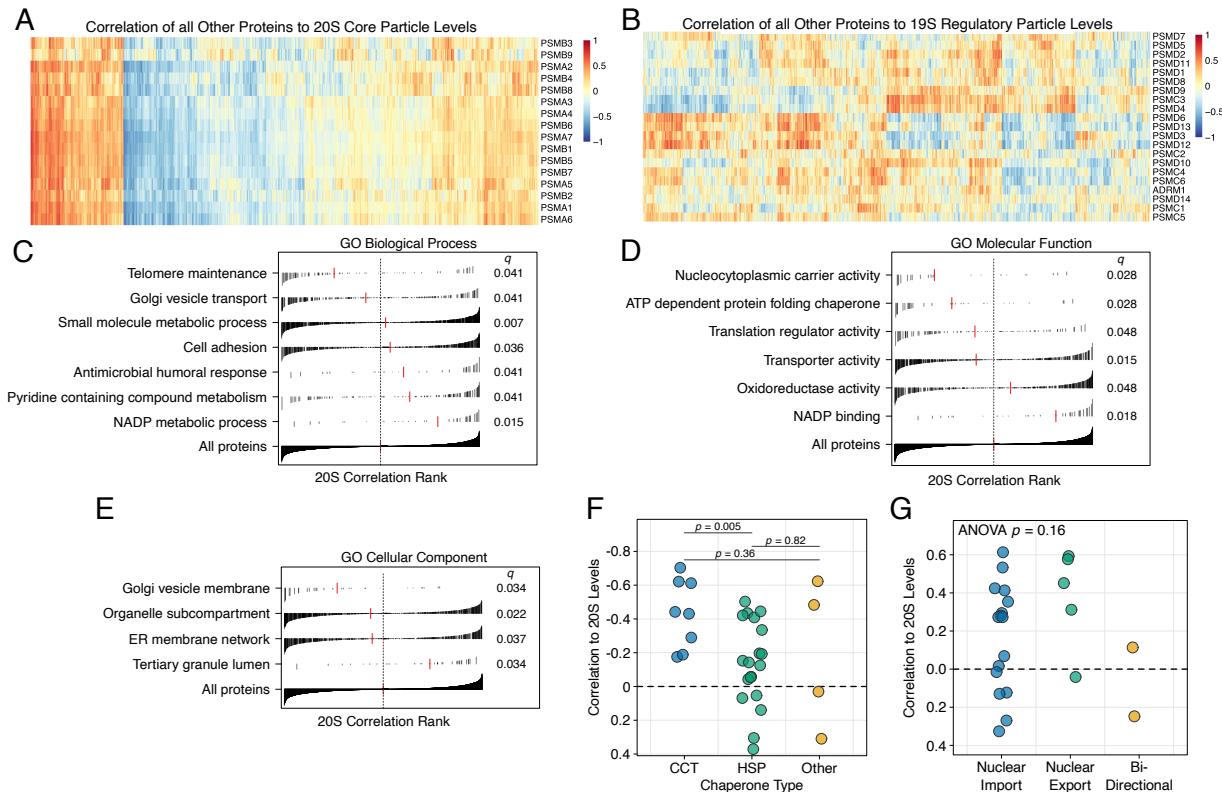 A
Correlation of all Other Proteins to 20S Core Particle Levels
PSMB3
PSMB9
PSMA2
PSMB4
PSMB8
PSMA3
PSMA4
PSMB6
PSMA7
PSMB1
PSMB5
PSMB7
PSMA5
PSMB2
PSMA1
PSMA6
1
0.5
0
−0.5
−1
B
Correlation of all Other Proteins to 19S Regulatory Particle Levels
PSMD7
PSMD5
PSMD2
PSMD11
PSMD1
PSMD8
PSMD9
PSMC3
PSMD4
PSMD6
PSMD13
PSMD3
PSMD12
PSMC2
PSMD10
PSMC4
PSMC6
ADRM1
PSMD14
PSMC1
PSMC5
1
0.5
0
−0.5
−1
C
GO Biological Process
q
Telomere maintenance 0.041
Golgi vesicle transport 0.041
Small molecule metabolic process 0.007
Cell adhesion 0.036
Antimicrobial humoral response 0.041
Pyridine containing compound metabolism 0.041
NADP metabolic process 0.015
All proteins
20S Correlation Rank
D
GO Molecular Function
q
Nucleocytoplasmic carrier activity 0.028
ATP dependent protein folding chaperone 0.028
Translation regulator activity 0.048
Transporter activity 0.015
Oxidoreductase activity 0.048
NADP binding 0.018
All proteins
20S Correlation Rank
E
GO Cellular Component
q
Golgi vesicle membrane 0.034
Organelle subcompartment 0.022
ER membrane network 0.037
Tertiary granule lumen 0.034
All proteins
20S Correlation Rank
F
p = 0.005
p = 0.82
p = 0.36
Correlation to 20S Levels
-0.8
-0.6
-0.4
-0.2
0
0.2
0.4
CCT HSP Other
Chaperone Type
G
ANOVA p = 0.16
Correlation to 20S Levels
0.6
0.4
0.2
0.0
0.2
0.4
Nuclear Nuclear Bi-
Import Export Directional